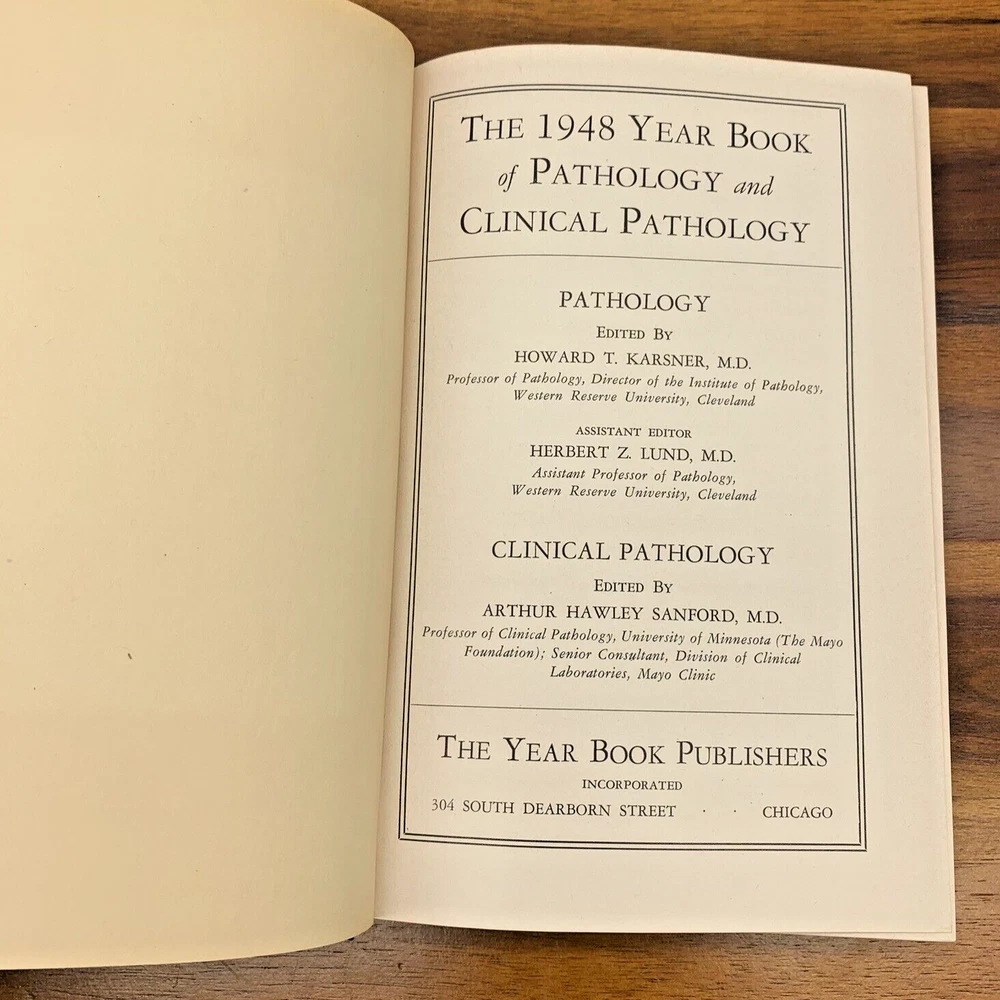 THE 1948 YEAR BOOK
of PATHOLOGY and
CLINICAL PATHOLOGY
PATHOLOGY
EDITED BY
HOWARD T. KARSNER, M.D.
Professor of Pathology, Director of the Institute of Pathology,
Western Reserve University, Cleveland
ASSISTANT EDITOR
HERBERT Z. LUND, M.D.
Assistant Professor of Pathology,
Western Reserve University, Cleveland
CLINICAL PATHOLOGY
EDITED BY
ARTHUR HAWLEY SANFORD, M.D.
Professor of Clinical Pathology, University of Minnesota (The Mayo
Foundation); Senior Consultant, Division of Clinical
Laboratories, Mayo Clinic
THE YEAR BOOK PUBLISHERS
INCORPORATED
304 SOUTH DEARBORN STREET · · CHICAGO